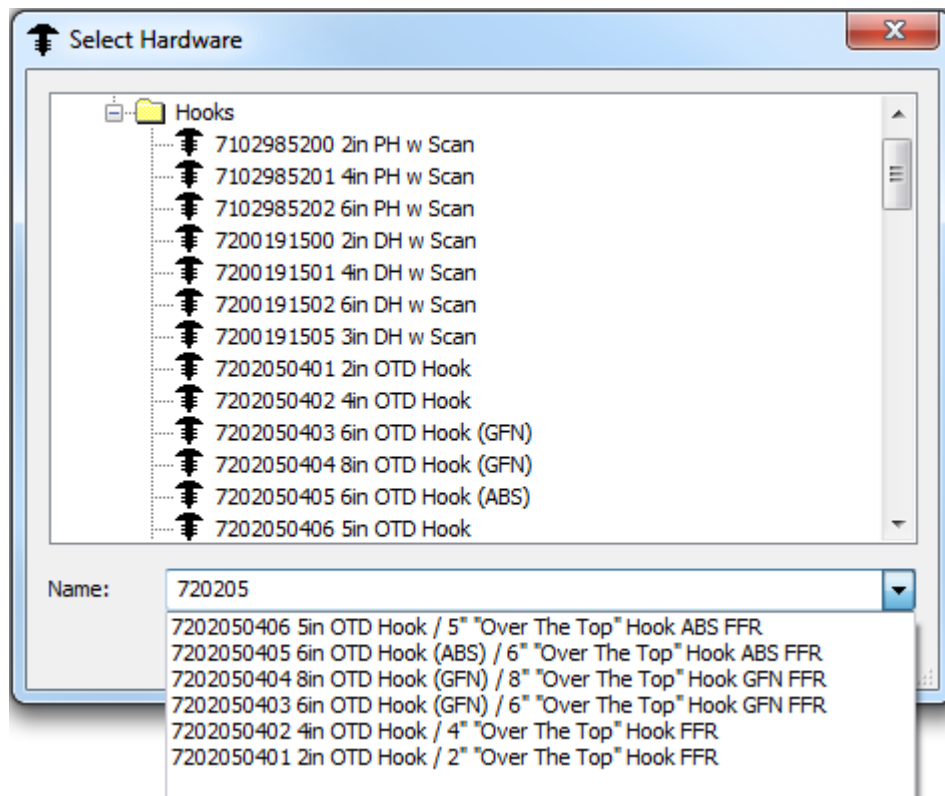 Select Hardware
Hooks
7102985200 2in PH w Scan
7102985201 4in PH w Scan
7102985202 6in PH w Scan
7200191500 2in DH w Scan
7200191501 4in DH w Scan
7200191502 6in DH w Scan
7200191505 3in DH w Scan
7202050401 2in OTD Hook
7202050402 4in OTD Hook
7202050403 6in OTD Hook (GFN)
7202050404 8in OTD Hook (GFN)
7202050405 6in OTD Hook (ABS)
7202050406 5in OTD Hook
Name: 720205
7202050406 5in OTD Hook / 5" "Over The Top" Hook ABS FFR
7202050405 6in OTD Hook (ABS) / 6" "Over The Top" Hook ABS FFR
7202050404 8in OTD Hook (GFN) / 8" "Over The Top" Hook GFN FFR
7202050403 6in OTD Hook (GFN) / 6" "Over The Top" Hook GFN FFR
7202050402 4in OTD Hook / 4" "Over The Top" Hook FFR
7202050401 2in OTD Hook / 2" "Over The Top" Hook FFR